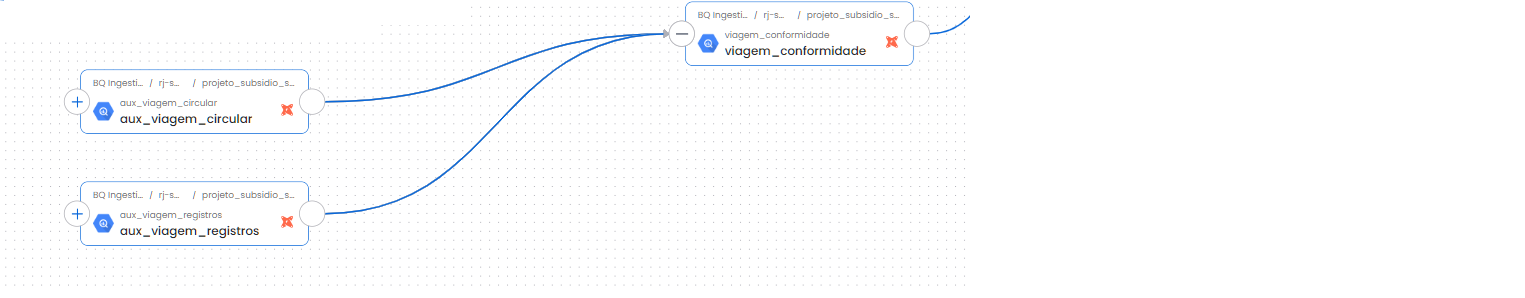 BQ Ingesti... / rj-s... / projeto_subsidio_s...
viagem_conformidade
viagem_conformidade
BQ Ingesti... / rj-s... / projeto_subsidio_s...
aux_viagem_circular
aux_viagem_circular
BQ Ingesti... / rj-s... / projeto_subsidio_s...
aux_viagem_registros
aux_viagem_registros